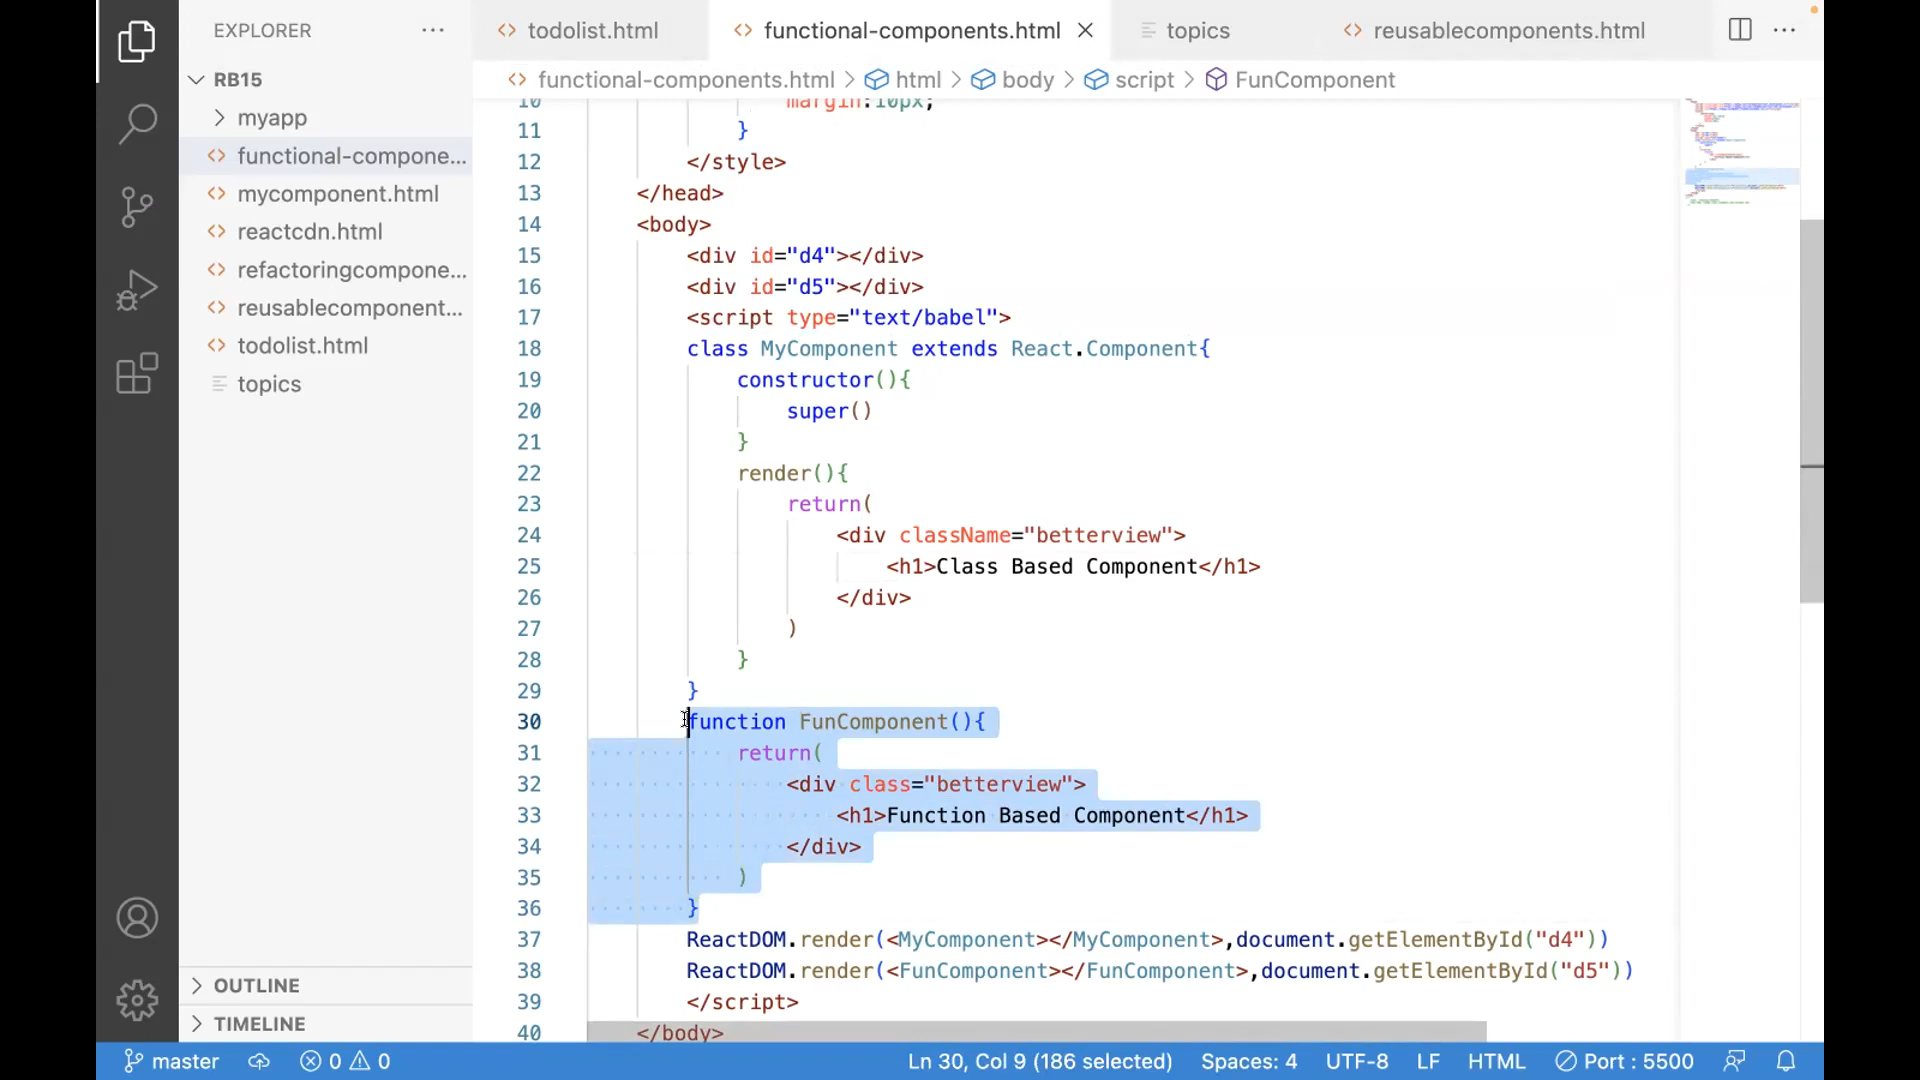 EXPLORER
RB15
myapp
functional-compone...
mycomponent.html
reactcdn.html
refactoringcompone...
reusablecomponent...
todolist.html
topics
OUTLINE
TIMELINE
todolist.html
functional-components.html
topics
reusablecomponents.html
functional-components.html > html > body > script > FunComponent
10 margin:10px;
11 }
12 </style>
13 </head>
14 <body>
15 <div id="d4"></div>
16 <div id="d5"></div>
17 <script type="text/babel">
18 class MyComponent extends React.Component{
19 constructor(){
20 super()
21 }
22 render(){
23 return(
24 <div className="betterview">
25 <h1>Class Based Component</h1>
26 </div>
27 )
28 }
29 }
30 function FunComponent(){
31 return(
32 <div class="betterview">
33 <h1>Function Based Component</h1>
34 </div>
35 )
36 }
37 ReactDOM.render(<MyComponent></MyComponent>,document.getElementById("d4"))
38 ReactDOM.render(<FunComponent></FunComponent>,document.getElementById("d5"))
39 </script>
40 </body>
master 0 0 Ln 30, Col 9 (186 selected) Spaces: 4 UTF-8 LF HTML Port : 5500